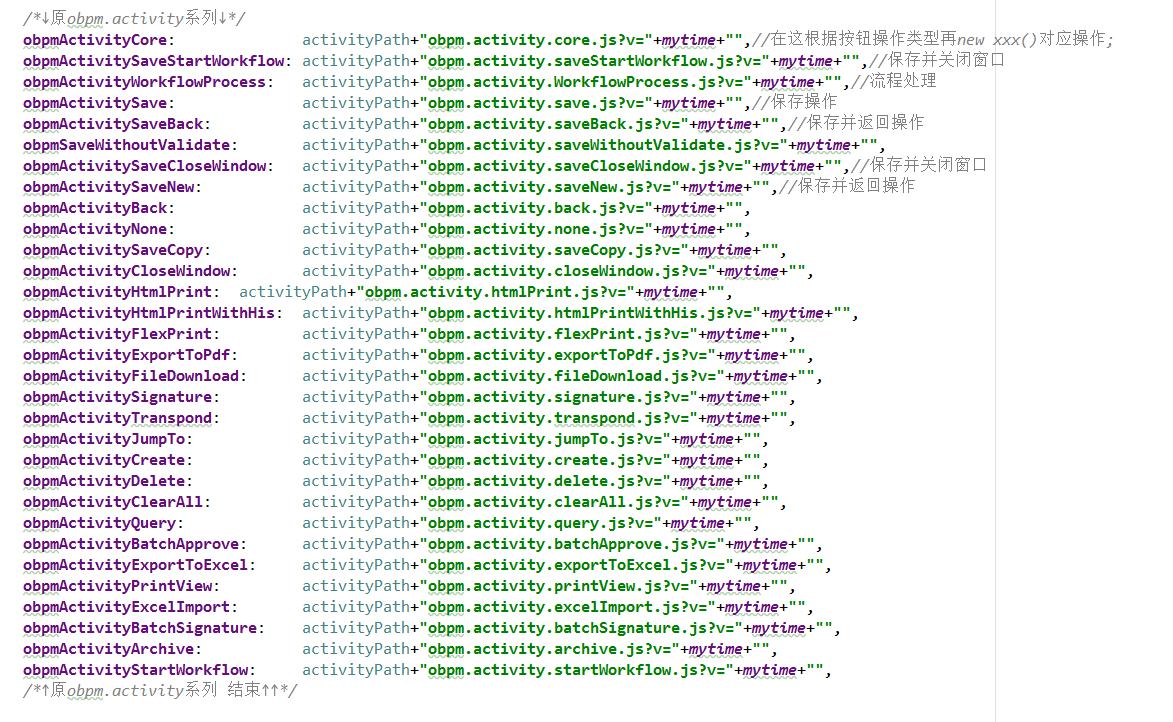 /*↓原obpm.activity系列↓*/
obpmActivityCore: activityPath+"obpm.activity.core.js?v="+mytime+"",//在这根据按钮操作类型再new xxx()对应操作;
obpmActivitySaveStartWorkflow: activityPath+"obpm.activity.saveStartWorkflow.js?v="+mytime+"",//保存并关闭窗口
obpmActivityWorkflowProcess: activityPath+"obpm.activity.WorkflowProcess.js?v="+mytime+"",//流程处理
obpmActivitySave: activityPath+"obpm.activity.save.js?v="+mytime+"",//保存操作
obpmActivitySaveBack: activityPath+"obpm.activity.saveBack.js?v="+mytime+"",//保存并返回操作
obpmSaveWithoutValidate: activityPath+"obpm.activity.saveWithoutValidate.js?v="+mytime+"",
obpmActivitySaveCloseWindow: activityPath+"obpm.activity.saveCloseWindow.js?v="+mytime+"",//保存并关闭窗口
obpmActivitySaveNew: activityPath+"obpm.activity.saveNew.js?v="+mytime+"",//保存并返回操作
obpmActivityBack: activityPath+"obpm.activity.back.js?v="+mytime+"",
obpmActivityNone: activityPath+"obpm.activity.none.js?v="+mytime+"",
obpmActivitySaveCopy: activityPath+"obpm.activity.saveCopy.js?v="+mytime+"",
obpmActivityCloseWindow: activityPath+"obpm.activity.closeWindow.js?v="+mytime+"",
obpmActivityHtmlPrint: activityPath+"obpm.activity.htmlPrint.js?v="+mytime+"",
obpmActivityHtmlPrintWithHis: activityPath+"obpm.activity.htmlPrintWithHis.js?v="+mytime+"",
obpmActivityFlexPrint: activityPath+"obpm.activity.flexPrint.js?v="+mytime+"",
obpmActivityExportToPdf: activityPath+"obpm.activity.exportToPdf.js?v="+mytime+"",
obpmActivityFileDownload: activityPath+"obpm.activity.fileDownload.js?v="+mytime+"",
obpmActivitySignature: activityPath+"obpm.activity.signature.js?v="+mytime+"",
obpmActivityTranspond: activityPath+"obpm.activity.transpond.js?v="+mytime+"",
obpmActivityJumpTo: activityPath+"obpm.activity.jumpTo.js?v="+mytime+"",
obpmActivityCreate: activityPath+"obpm.activity.create.js?v="+mytime+"",
obpmActivityDelete: activityPath+"obpm.activity.delete.js?v="+mytime+"",
obpmActivityClearAll: activityPath+"obpm.activity.clearAll.js?v="+mytime+"",
obpmActivityQuery: activityPath+"obpm.activity.query.js?v="+mytime+"",
obpmActivityBatchApprove: activityPath+"obpm.activity.batchApprove.js?v="+mytime+"",
obpmActivityExportToExcel: activityPath+"obpm.activity.exportToExcel.js?v="+mytime+"",
obpmActivityPrintView: activityPath+"obpm.activity.printView.js?v="+mytime+"",
obpmActivityExcelImport: activityPath+"obpm.activity.excelImport.js?v="+mytime+"",
obpmActivityBatchSignature: activityPath+"obpm.activity.batchSignature.js?v="+mytime+"",
obpmActivityArchive: activityPath+"obpm.activity.archive.js?v="+mytime+"",
obpmActivityStartWorkflow: activityPath+"obpm.activity.startWorkflow.js?v="+mytime+"",
/*↑原obpm.activity系列 结束↑↑*/